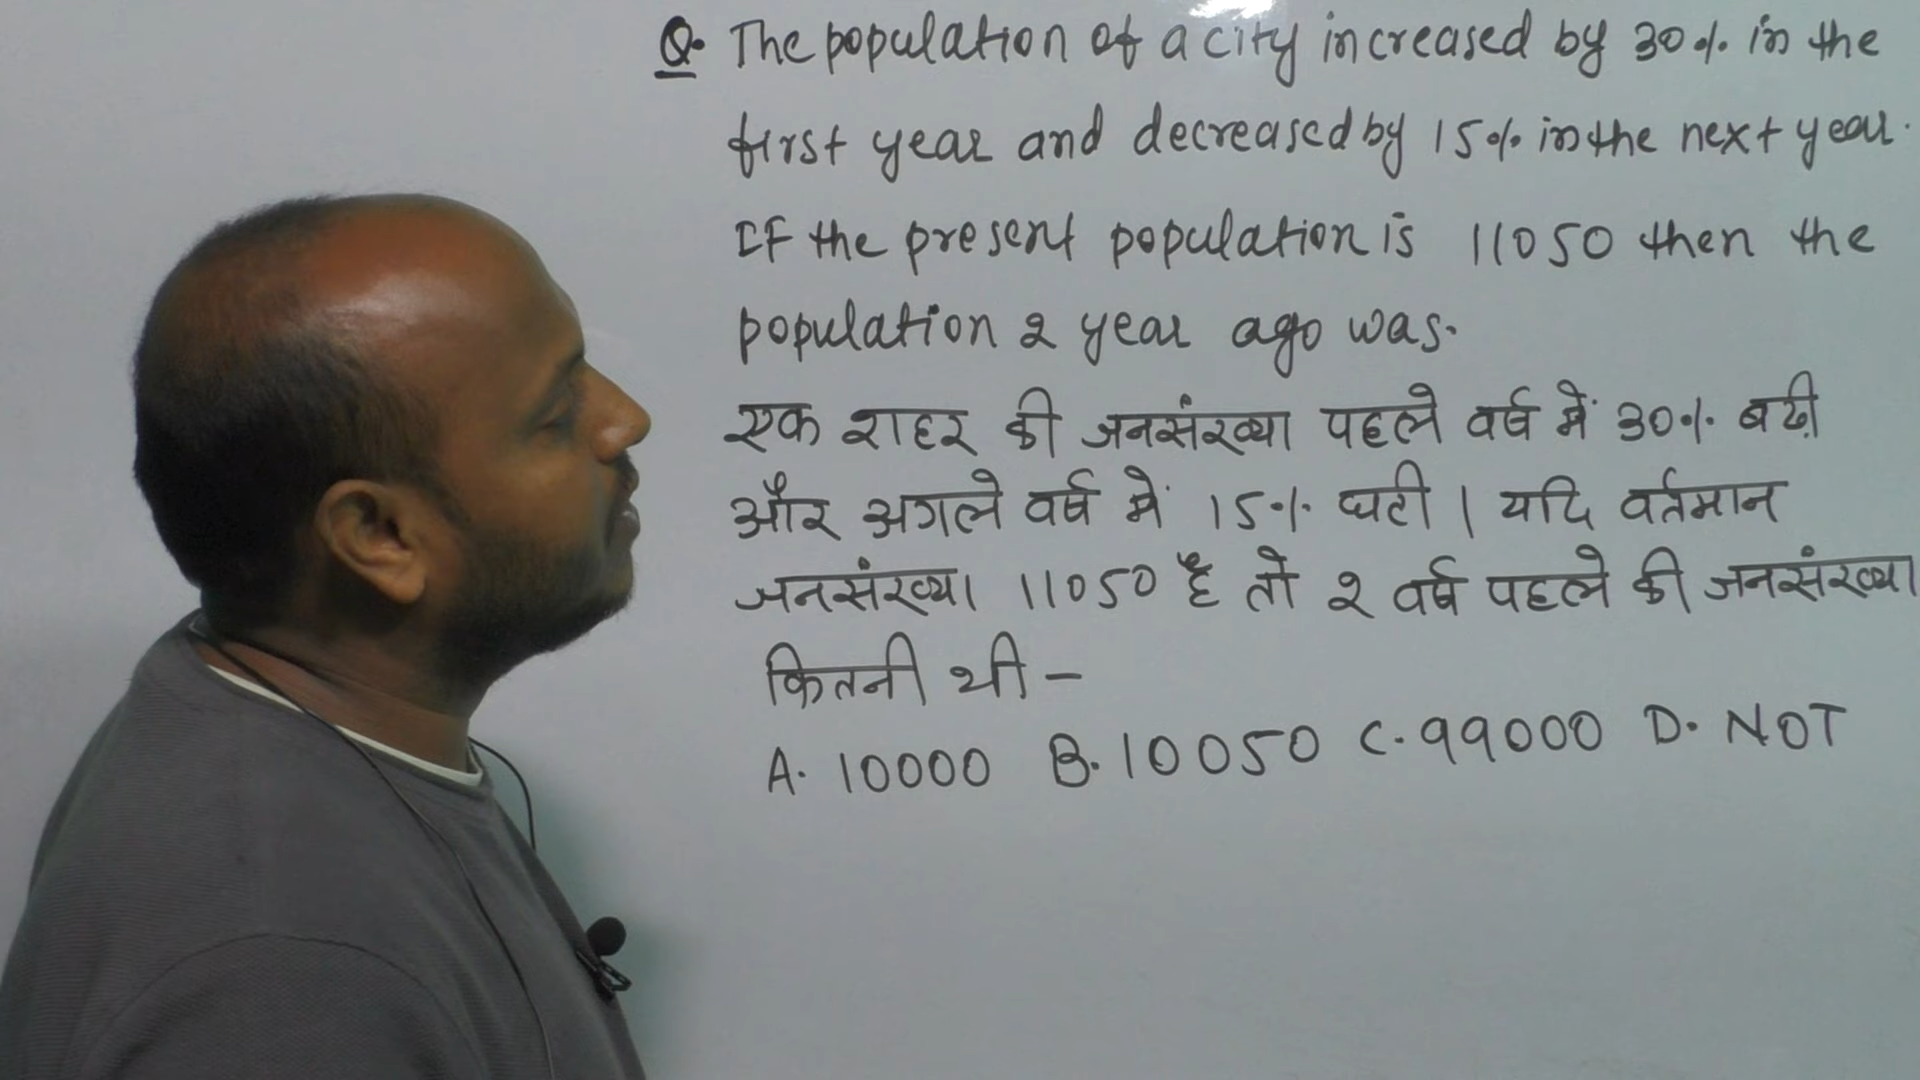 Q. The population of a city increased by 30% in the
first year and decreased by 15% in the next year.
IF the present population is 11050 then the
population 2 year ago was.
एक शहर की जनसंख्या पहले वर्ष में 30% बढ़ी
और अगले वर्ष में 15% घटी । यदि वर्तमान
जनसंख्या 11050 है तो 2 वर्ष पहले की जनसंख्या
कितनी थी -
A. 10000 B. 10050 C. 99000 D. NOT